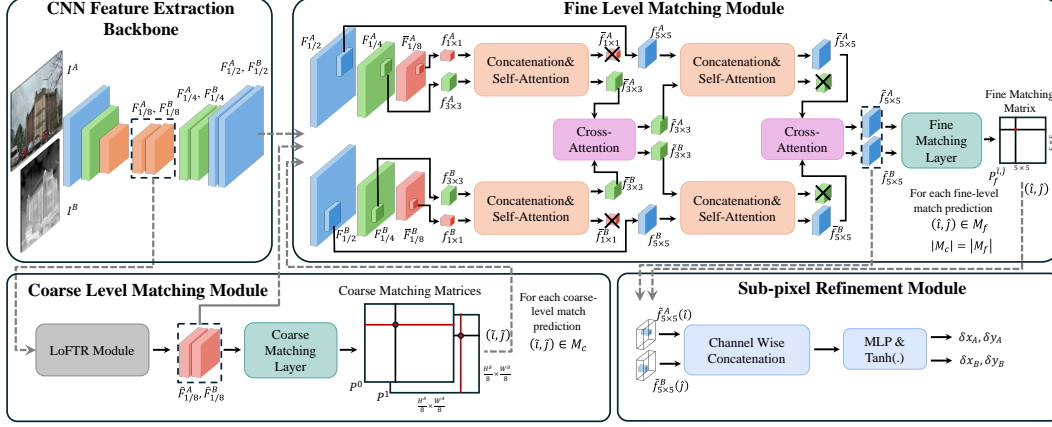 CNN Feature Extraction
Backbone
I^A
I^B
F^A_{1/8}, F^B_{1/8}
F^A_{1/4}, F^B_{1/4}
F^A_{1/2}, F^B_{1/2}
Fine Level Matching Module
F^A_{1/2}
F^A_{1/4}
F̄^A_{1/8}
f^A_{1×1}
f^A_{3×3}
Concatenation&
Self-Attention
f̄^A_{1×1}
f̄^A_{3×3}
f^A_{5×5}
Concatenation&
Self-Attention
f̄^A_{5×5}
Cross-
Attention
f̃^A_{3×3}
f̃^B_{3×3}
Cross-
Attention
f̃^A_{5×5}
f̃^B_{5×5}
Fine
Matching
Layer
Fine Matching
Matrix
5 × 5
5 × 5
P_f^{ĩ,j̃}
(î, ĵ)
For each fine-level
match prediction
(î, ĵ) ∈ M_f
|M_c| = |M_f|
F^B_{1/2}
F^B_{1/4}
F̄^B_{1/8}
f^B_{3×3}
f^B_{1×1}
Concatenation&
Self-Attention
f̄^B_{3×3}
f̄^B_{1×1}
f^B_{5×5}
Concatenation&
Self-Attention
f̄^B_{5×5}
Coarse Level Matching Module
LoFTR Module
F̃^A_{1/8}, F̃^B_{1/8}
Coarse
Matching
Layer
Coarse Matching Matrices
P^0
P^1
H^A/8 × W^A/8
H^B/8 × W^B/8
(ĩ, j̃)
For each coarse-
level match
prediction
(ĩ, j̃) ∈ M_c
Sub-pixel Refinement Module
f̃^A_{5×5}(î)
f̃^B_{5×5}(ĵ)
Channel Wise
Concatenation
MLP &
Tanh(.)
δx_A, δy_A
δx_B, δy_B